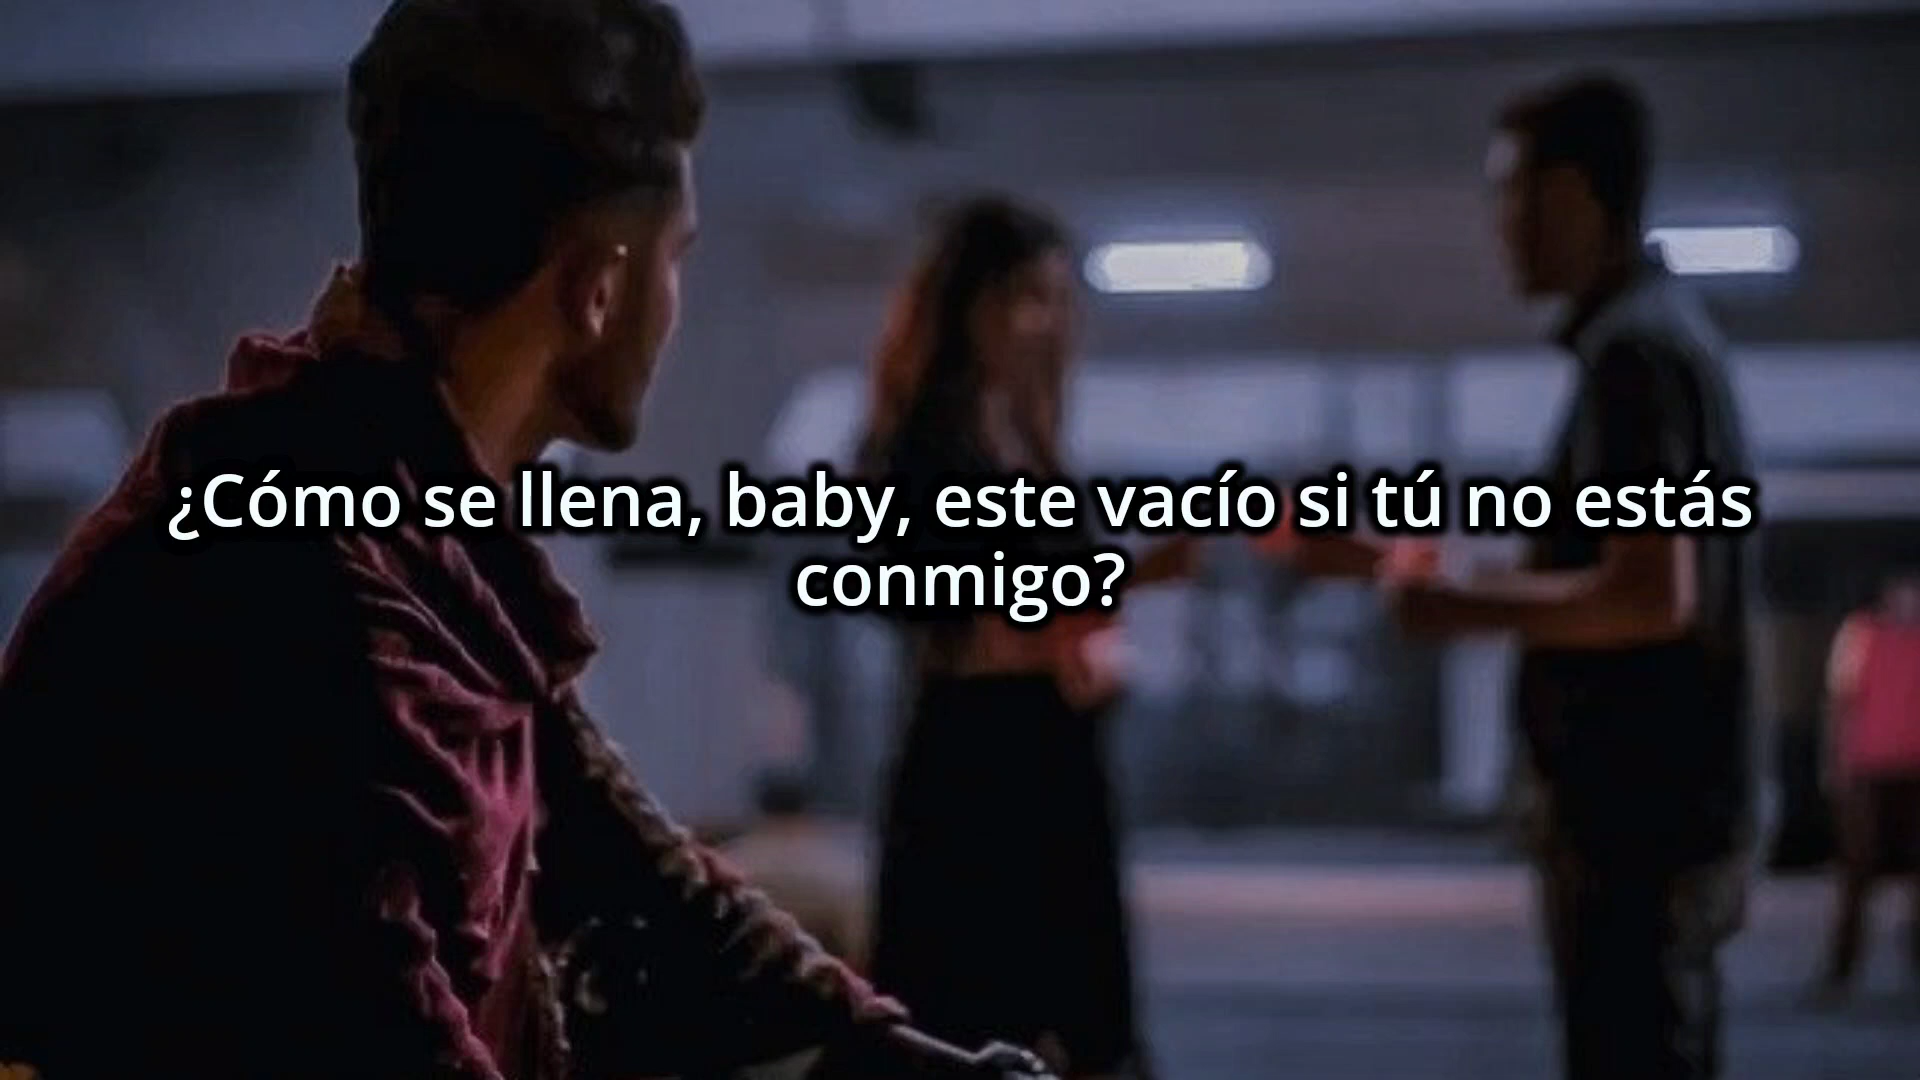 ¿Cómo se llena, baby, este vacío si tú no estás
conmigo?